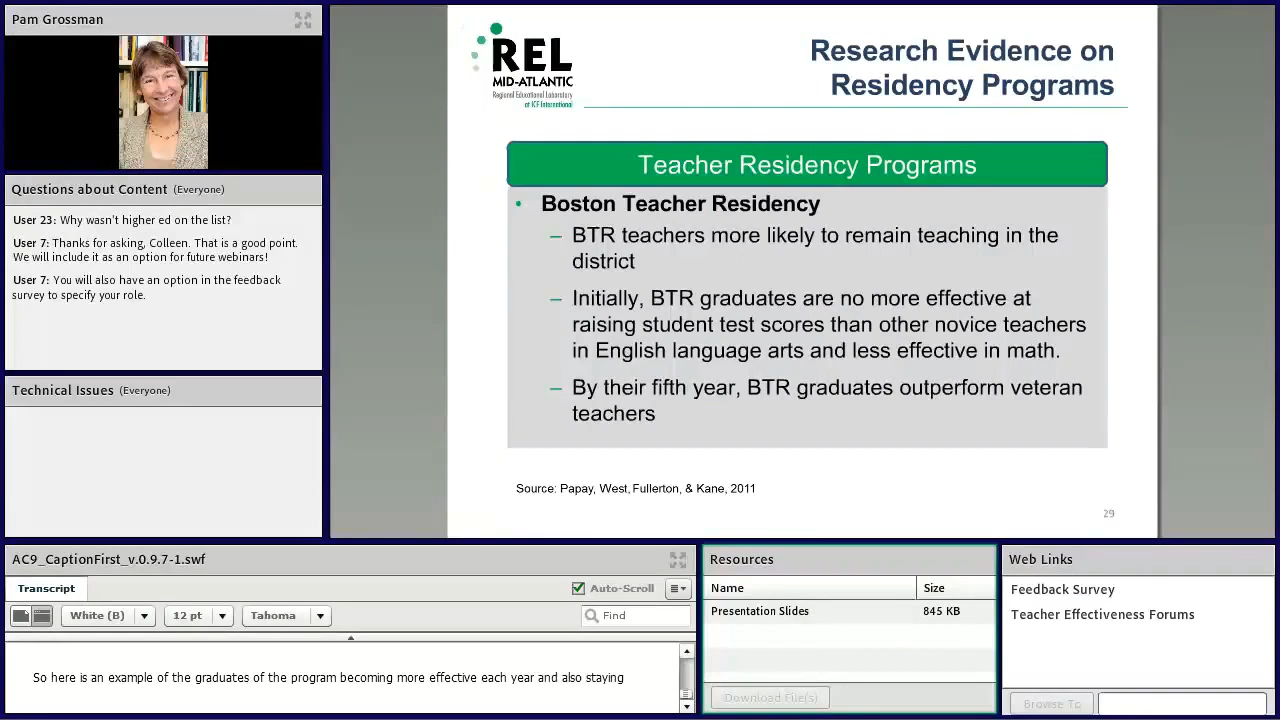 Pam Grossman
Questions about Content (Everyone)
User 23: Why wasn't higher ed on the list?
User 7: Thanks for asking, Colleen. That is a good point.
We will include it as an option for future webinars!
User 7: You will also have an option in the feedback
survey to specify your role.
Technical Issues (Everyone)
REL
MID-ATLANTIC
Regional Educational Laboratory
at ICF International
Research Evidence on
Residency Programs
Teacher Residency Programs
• Boston Teacher Residency
– BTR teachers more likely to remain teaching in the
district
– Initially, BTR graduates are no more effective at
raising student test scores than other novice teachers
in English language arts and less effective in math.
– By their fifth year, BTR graduates outperform veteran
teachers
Source: Papay, West, Fullerton, & Kane, 2011
29
AC9_CaptionFirst_v.0.9.7-1.swf
Transcript
Auto-Scroll
White (B)
12 pt
Tahoma
Find
So here is an example of the graduates of the program becoming more effective each year and also staying
Resources
Name Size
Presentation Slides 845 KB
Download File(s)
Web Links
Feedback Survey
Teacher Effectiveness Forums
Browse To